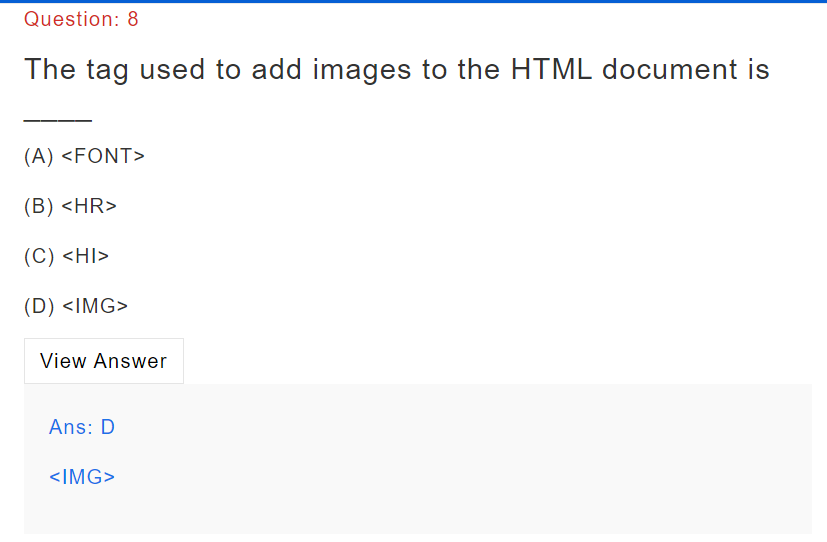 Question: 8
The tag used to add images to the HTML document is
____
(A) <FONT>
(B) <HR>
(C) <HI>
(D) <IMG>
View Answer
Ans: D
<IMG>